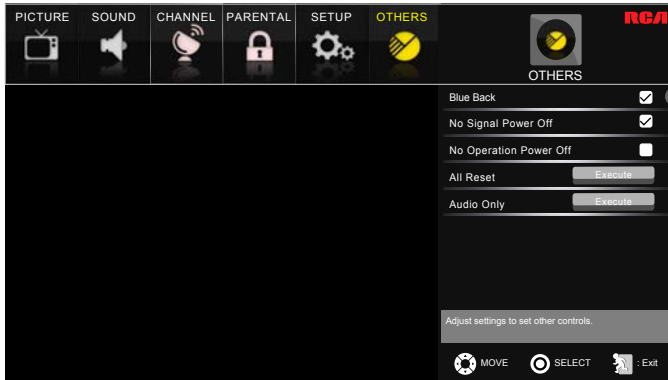 PICTURE SOUND CHANNEL PARENTAL SETUP OTHERS
RCA
OTHERS
Blue Back
No Signal Power Off
No Operation Power Off
All Reset Execute
Audio Only Execute
Adjust settings to set other controls.
MOVE SELECT : Exit